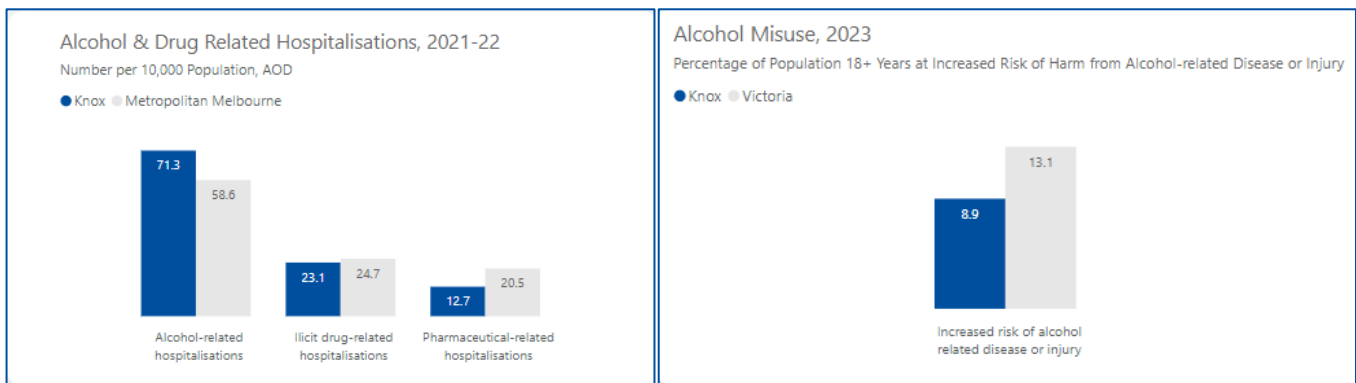 Alcohol & Drug Related Hospitalisations, 2021-22
Number per 10,000 Population, AOD
Knox Metropolitan Melbourne
71.3
58.6
23.1
24.7
12.7
20.5
Alcohol-related
hospitalisations
Ilicit drug-related
hospitalisations
Pharmaceutical-related
hospitalisations
Alcohol Misuse, 2023
Percentage of Population 18+ Years at Increased Risk of Harm from Alcohol-related Disease or Injury
Knox Victoria
8.9
13.1
Increased risk of alcohol
related disease or injury